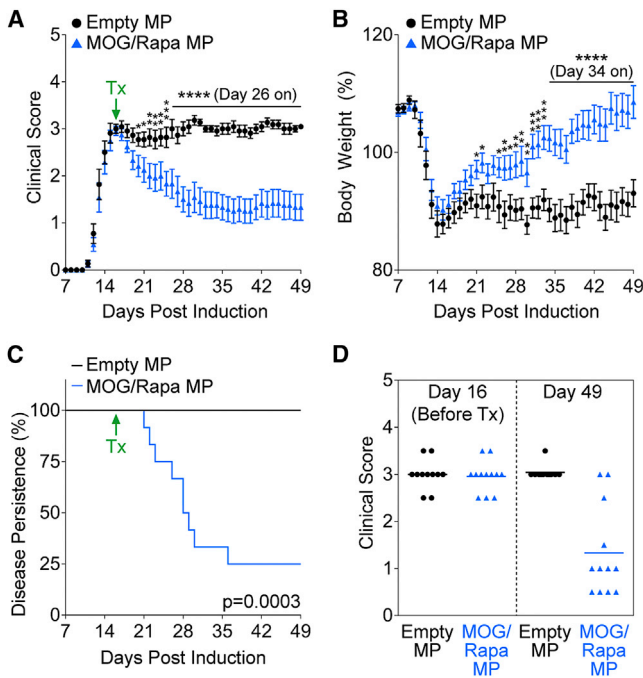 A
Empty MP
MOG/Rapa MP
Tx
**** (Day 26 on)
Clinical Score
5
4
3
2
1
0
7 14 21 28 35 42 49
Days Post Induction
B
Empty MP
MOG/Rapa MP
****
(Day 34 on)
Body Weight (%)
120
100
80
7 14 21 28 35 42 49
Days Post Induction
C
Empty MP
MOG/Rapa MP
Tx
Disease Persistence (%)
100
75
50
25
0
p=0.0003
7 14 21 28 35 42 49
Days Post Induction
D
Day 16
(Before Tx)
Day 49
Clinical Score
5
4
3
2
1
0
Empty
MP
MOG/
Rapa
MP
Empty
MP
MOG/
Rapa
MP